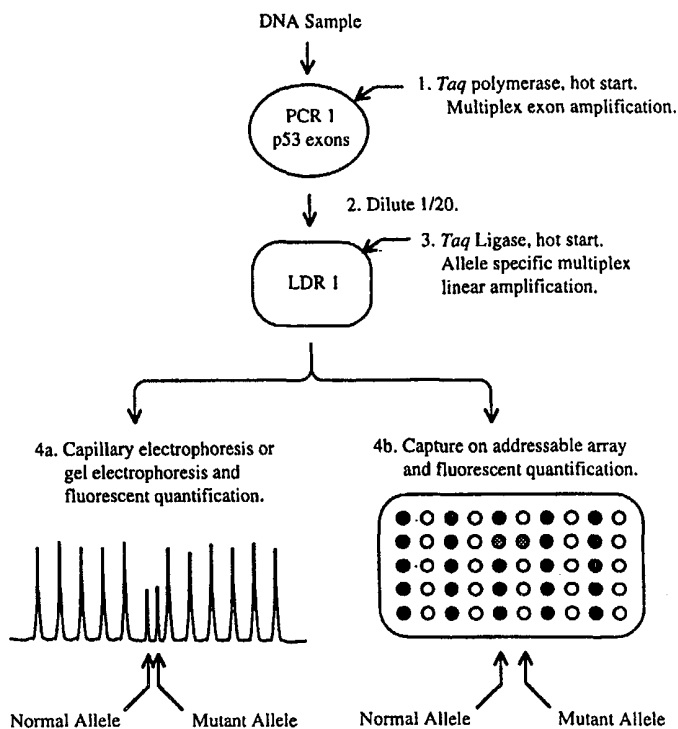 DNA Sample
1. Taq polymerase, hot start.
Multiplex exon amplification.
PCR 1
p53 exons
2. Dilute 1/20.
3. Taq Ligase, hot start.
Allele specific multiplex
linear amplification.
LDR 1
4a. Capillary electrophoresis or
gel electrophoresis and
fluorescent quantification.
4b. Capture on addressable array
and fluorescent quantification.
Normal Allele
Mutant Allele
Normal Allele
Mutant Allele